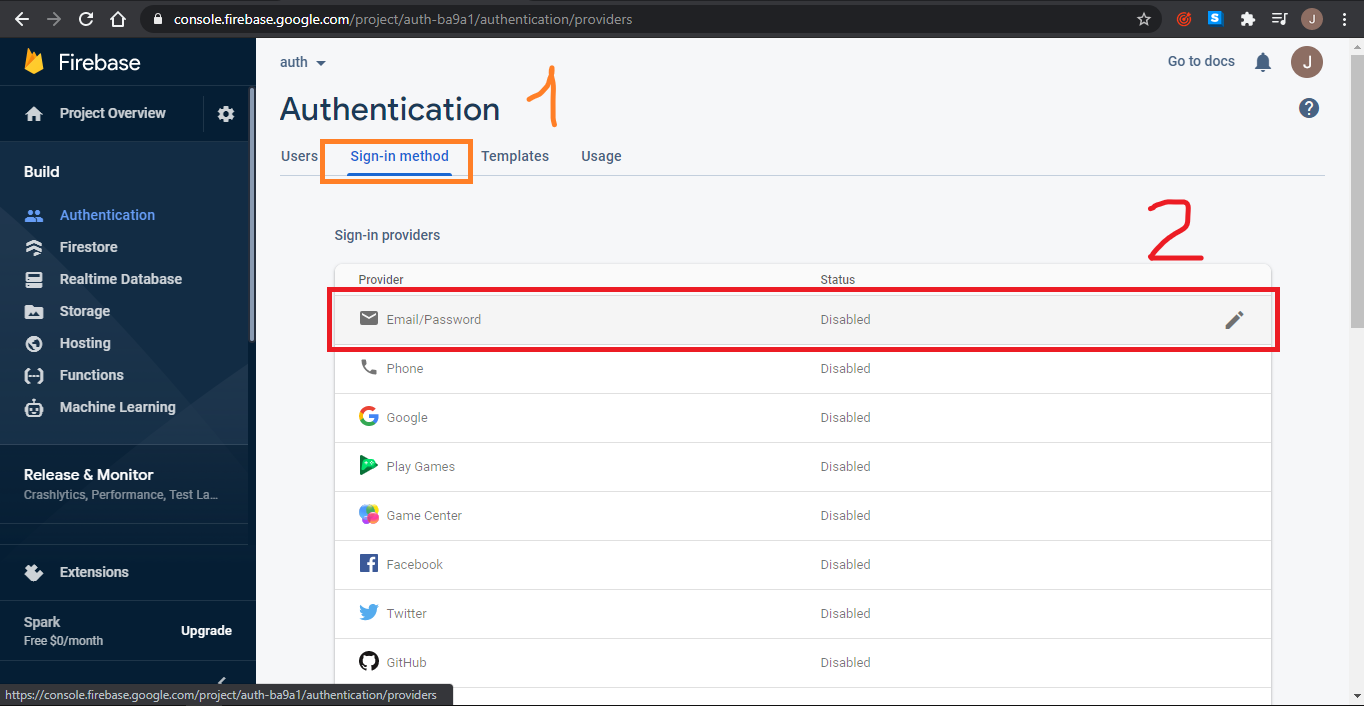 console.firebase.google.com/project/auth-ba9a1/authentication/providers
S
J
Firebase
Project Overview
Build
Authentication
Firestore
Realtime Database
Storage
Hosting
Functions
Machine Learning
Release & Monitor
Crashlytics, Performance, Test La...
Extensions
Spark
Free $0/month
Upgrade
auth
Go to docs
J
1
Authentication
?
Users
Sign-in method
Templates
Usage
2
Sign-in providers
Provider
Status
Email/Password
Disabled
Phone
Disabled
Google
Disabled
Play Games
Disabled
Game Center
Disabled
Facebook
Disabled
Twitter
Disabled
GitHub
Disabled
https://console.firebase.google.com/project/auth-ba9a1/authentication/providers